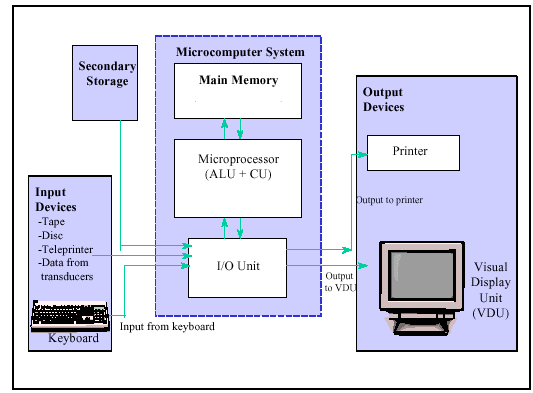 Microcomputer System
Secondary
Storage
Main Memory
Output
Devices
Microprocessor
(ALU + CU)
Printer
Input
Devices
-Tape
-Disc
-Teleprinter
-Data from
transducers
Output to printer
I/O Unit
Output
to VDU
Visual
Display
Unit
(VDU)
Input from keyboard
Keyboard